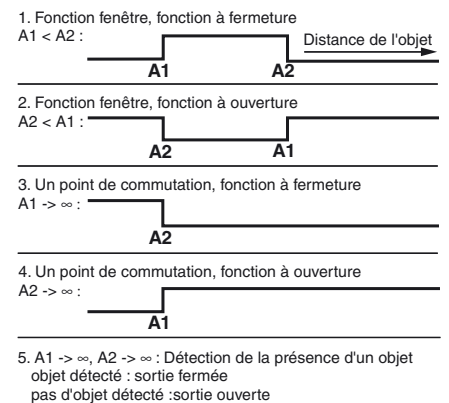 1. Fonction fenêtre, fonction à fermeture
A1 < A2 :
Distance de l'objet
A1 A2
2. Fonction fenêtre, fonction à ouverture
A2 < A1 :
A2 A1
3. Un point de commutation, fonction à fermeture
A1 -> ∞ :
A2
4. Un point de commutation, fonction à ouverture
A2 -> ∞ :
A1
5. A1 -> ∞, A2 -> ∞ : Détection de la présence d'un objet
objet détecté : sortie fermée
pas d'objet détecté :sortie ouverte